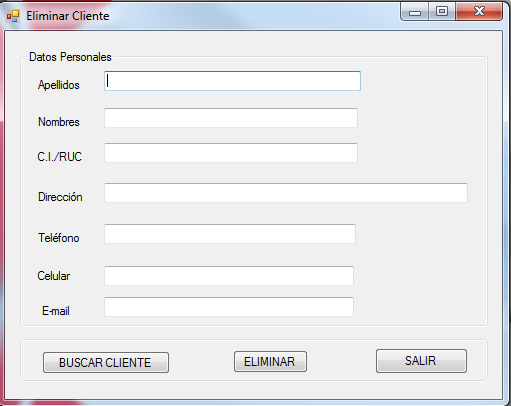 Eliminar Cliente
Datos Personales
Apellidos
Nombres
C.I./RUC
Dirección
Teléfono
Celular
E-mail
BUSCAR CLIENTE ELIMINAR SALIR